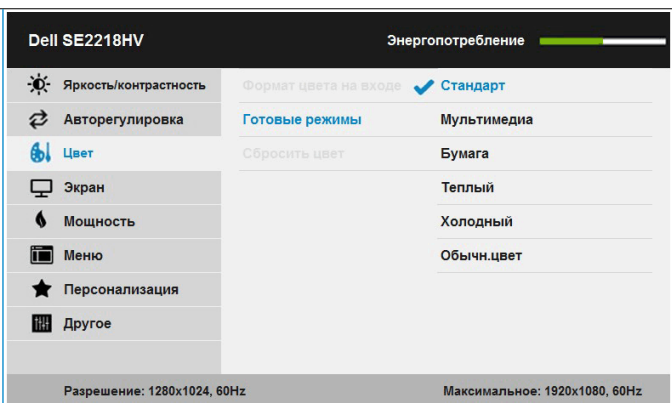 Dell SE2218HV Энергопотребление
Яркость/контрастность Формат цвета на входе Стандарт
Авторегулировка Готовые режимы Мультимедиа
Цвет Сбросить цвет Бумага
Экран Теплый
Мощность Холодный
Меню Обычн.цвет
Персонализация
Другое
Разрешение: 1280x1024, 60Hz Максимальное: 1920x1080, 60Hz